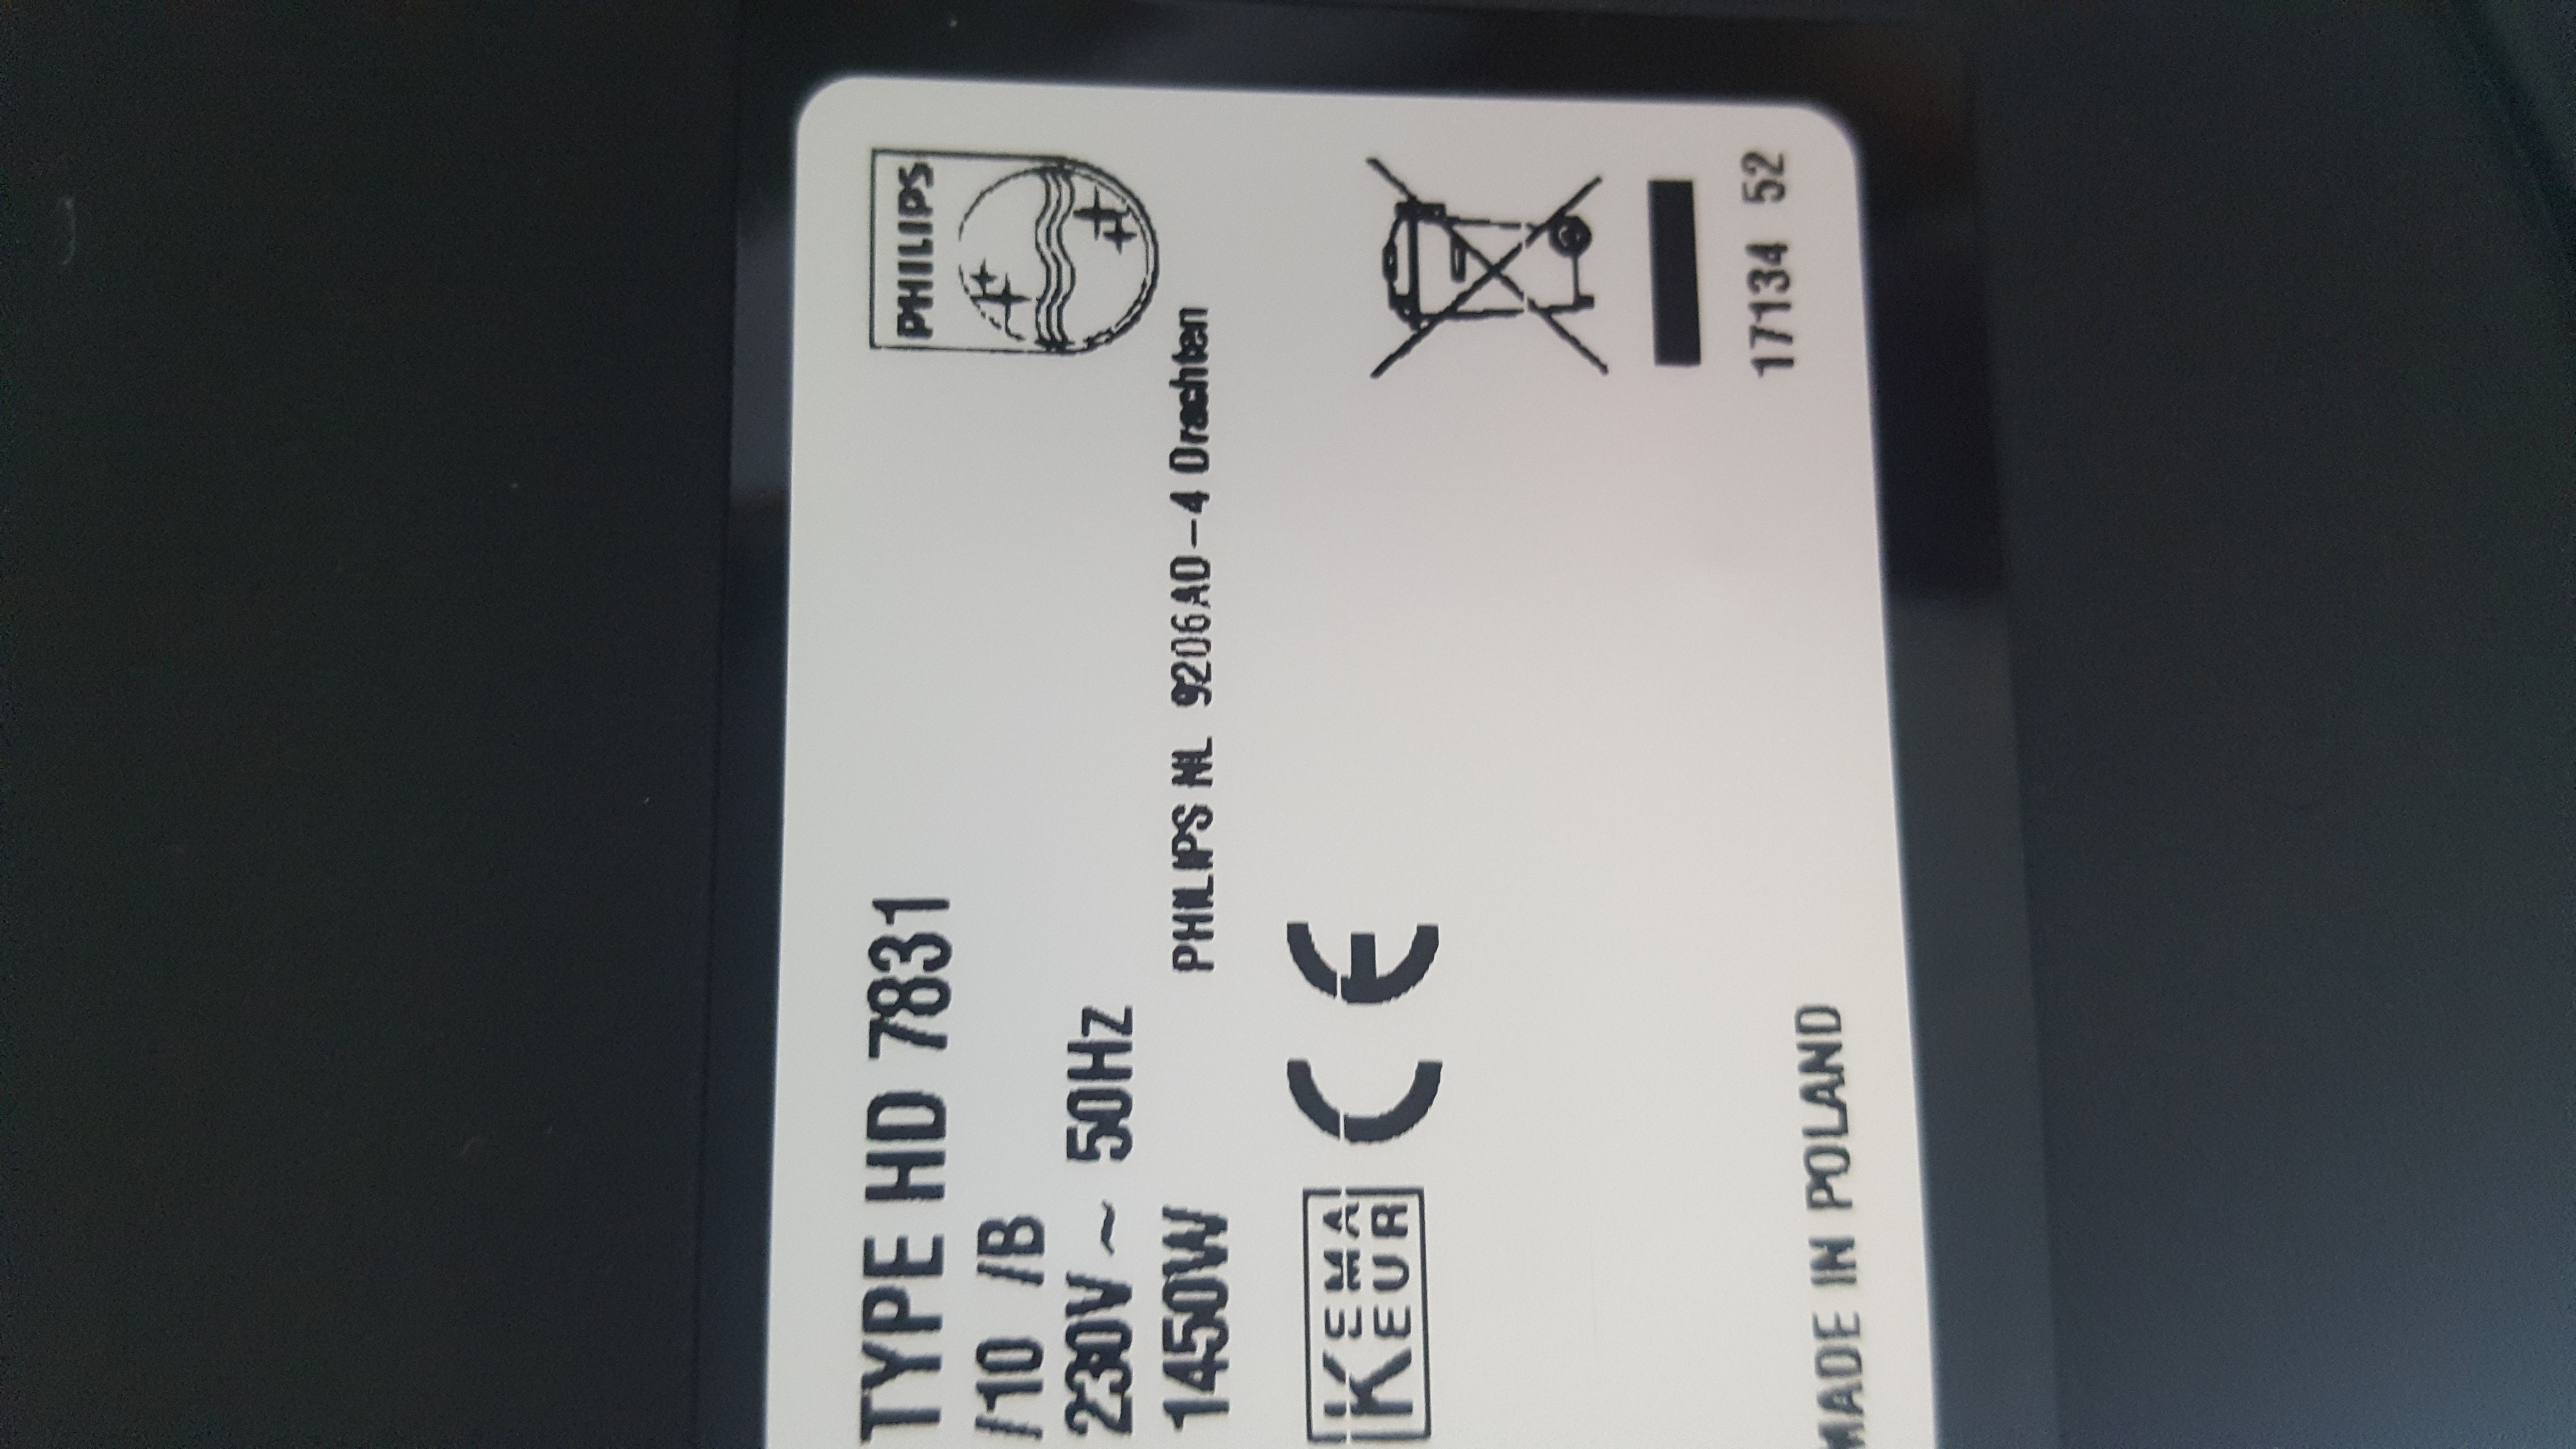 TYPE HD 7831
/10 /B
230V ~ 50Hz
1450W
PHILIPS
PHILIPS NL 9206AD-4 Drachten
KEMA
KEUR
CE
17134 52
MADE IN POLAND